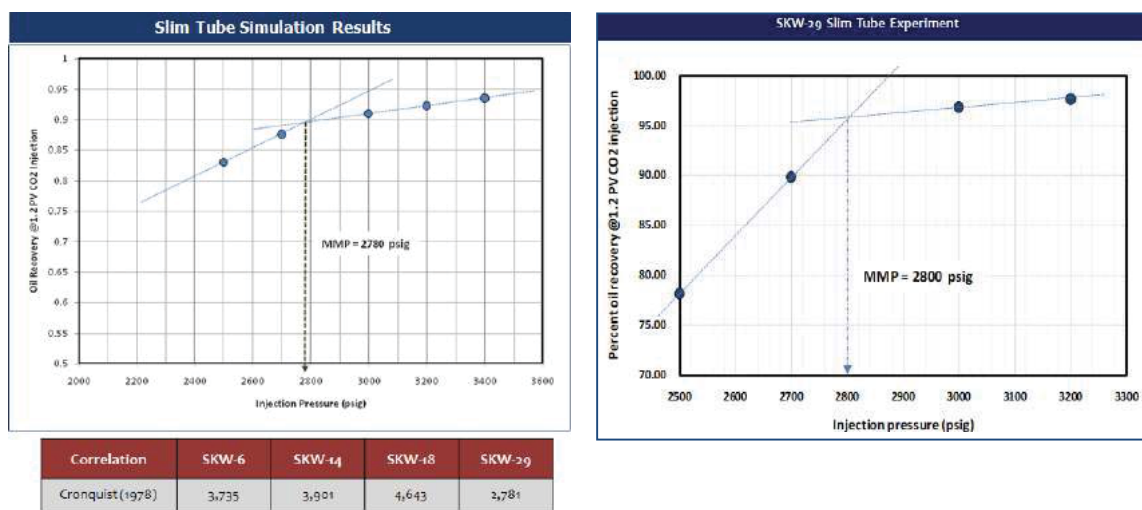 Slim Tube Simulation Results
Oil Recovery @1.2 PV CO2 Injection
1
0.95
0.9
0.85
0.8
0.75
0.7
0.65
0.6
0.55
0.5
MMP = 2780 psig
2000 2200 2400 2600 2800 3000 3200 3400 3600
Injection Pressure (psig)
SKW-29 Slim Tube Experiment
Percent oil recovery @1.2 PV CO2 injection
100.00
95.00
90.00
85.00
80.00
75.00
70.00
MMP = 2800 psig
2500 2600 2700 2800 2900 3000 3100 3200 3300
Injection pressure (psig)
Correlation SKW-6 SKW-14 SKW-18 SKW-29
Cronquist (1978) 3,735 3,901 4,643 2,781